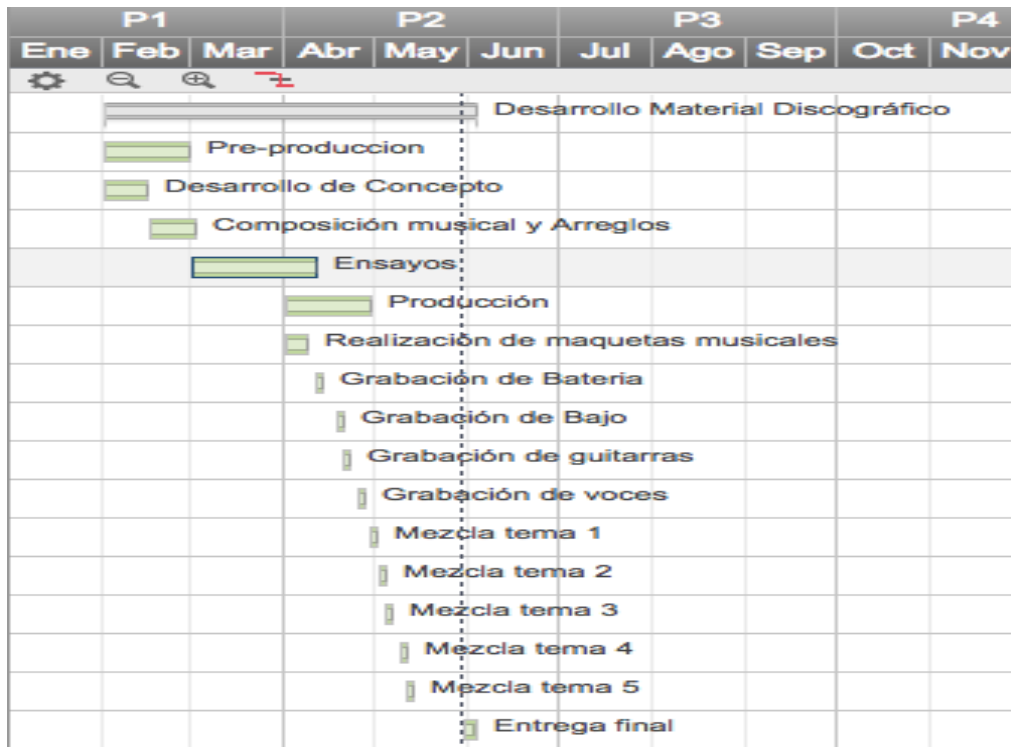 P1 P2 P3 P4
Ene Feb Mar Abr May Jun Jul Ago Sep Oct Nov
Desarrollo Material Discográfico
Pre-produccion
Desarrollo de Concepto
Composición musical y Arreglos
Ensayos
Producción
Realización de maquetas musicales
Grabación de Bateria
Grabación de Bajo
Grabación de guitarras
Grabación de voces
Mezcla tema 1
Mezcla tema 2
Mezcla tema 3
Mezcla tema 4
Mezcla tema 5
Entrega final